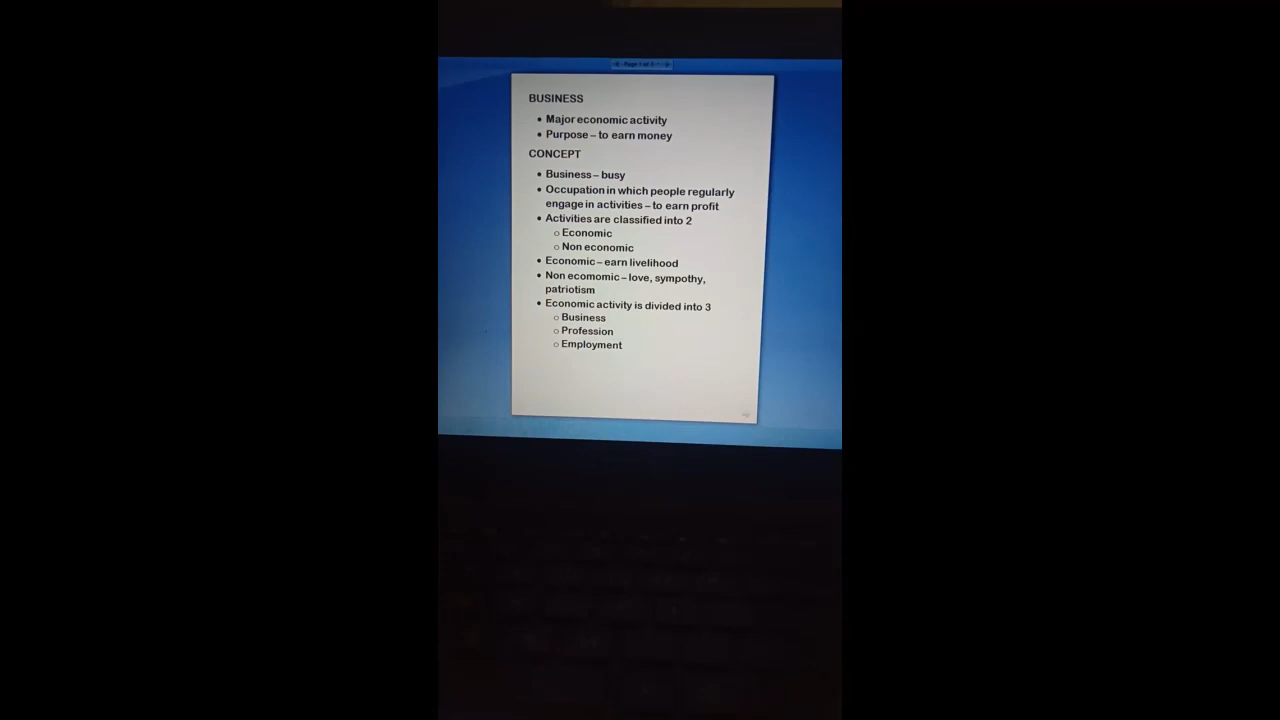 BUSINESS
• Major economic activity
• Purpose – to earn money
CONCEPT
• Business – busy
• Occupation in which people regularly
engage in activities – to earn profit
• Activities are classified into 2
○ Economic
○ Non economic
• Economic – earn livelihood
• Non ecomomic – love, sympothy,
patriotism
• Economic activity is divided into 3
○ Business
○ Profession
○ Employment